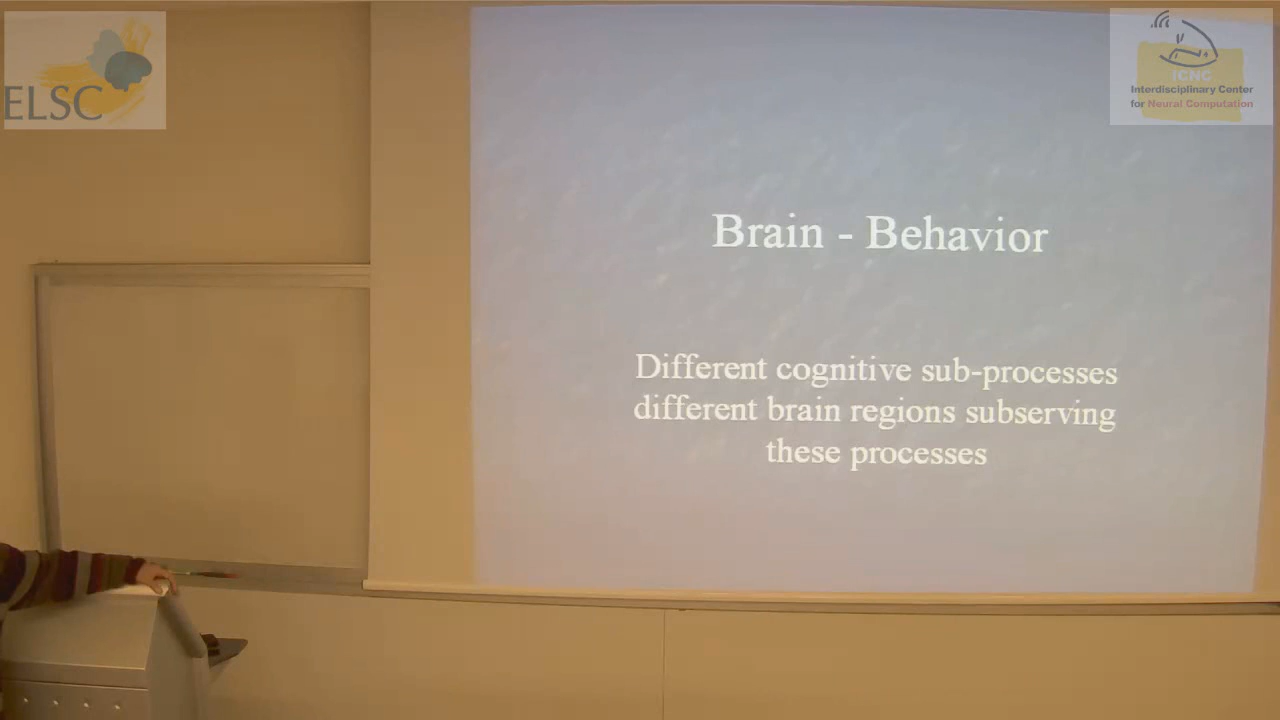 ELSC
ICNC
Interdisciplinary Center
for Neural Computation
Brain - Behavior
Different cognitive sub-processes
different brain regions subserving
these processes